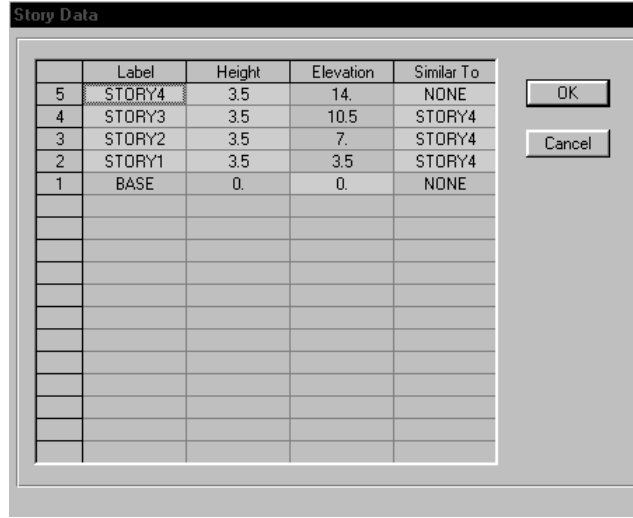 Story Data
Label Height Elevation Similar To
5 STORY4 3.5 14. NONE
4 STORY3 3.5 10.5 STORY4
3 STORY2 3.5 7. STORY4
2 STORY1 3.5 3.5 STORY4
1 BASE 0. 0. NONE
OK
Cancel